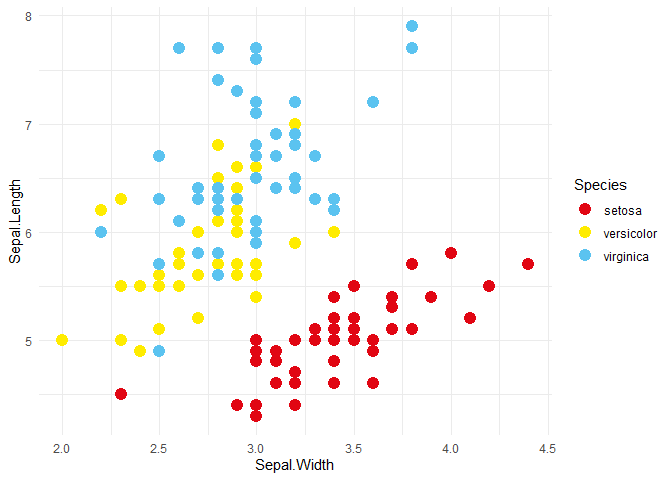 8
7
6
5
2.0 2.5 3.0 3.5 4.0 4.5
Sepal.Length
Sepal.Width
Species
setosa
versicolor
virginica